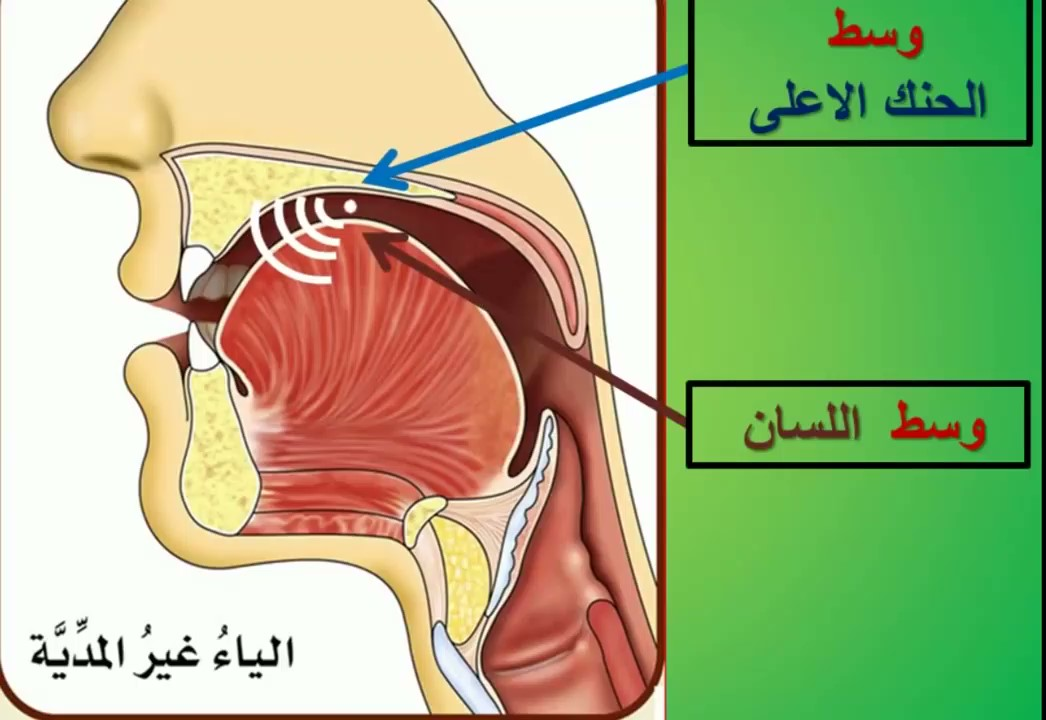 وسط
الحنك الاعلى
وسط اللسان
الياءُ غيرُ المدِّيَّة